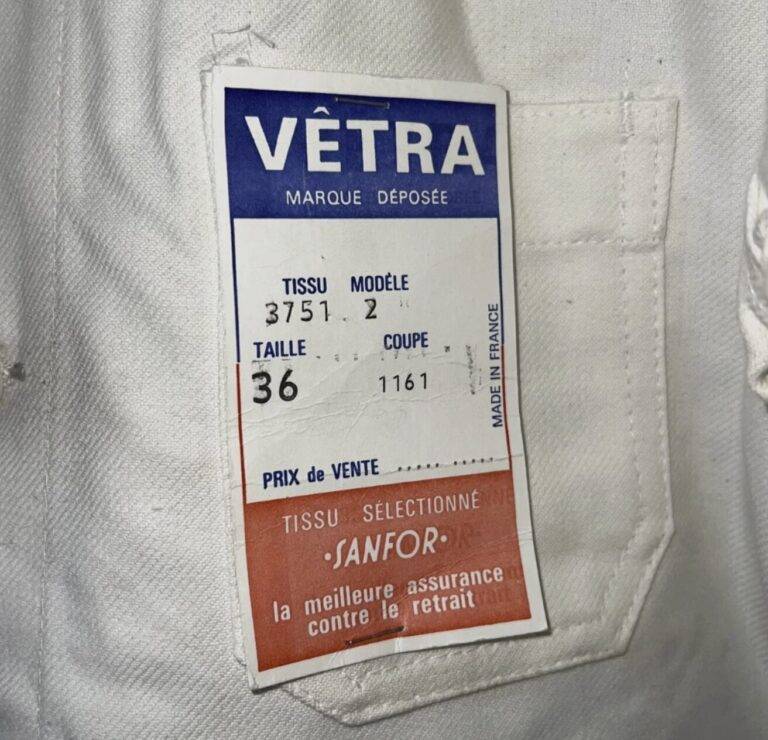 VÊTRA
MARQUE DÉPOSÉE
TISSU MODÈLE
3751 2
TAILLE COUPE
36 1161
MADE IN FRANCE
PRIX de VENTE
TISSU SÉLECTIONNÉ
·SANFOR·
la meilleure assurance
contre le retrait